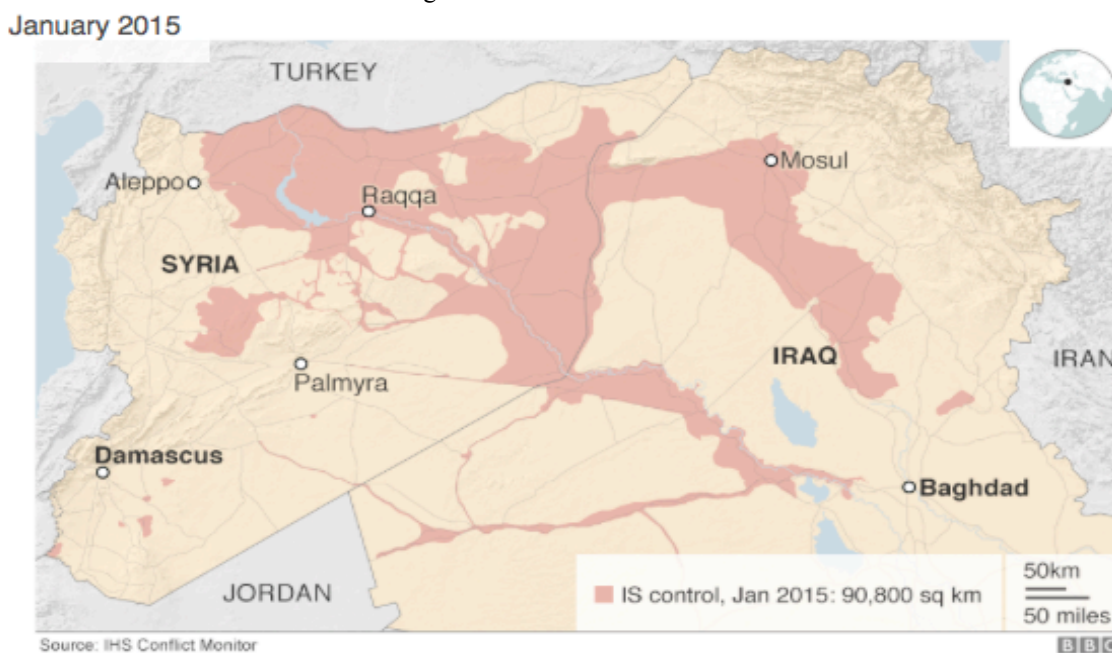 January 2015
TURKEY
Mosul
Aleppo
Raqqa
SYRIA
IRAQ
IRAN
Palmyra
Damascus
Baghdad
JORDAN
IS control, Jan 2015: 90,800 sq km
50km
50 miles
Source: IHS Conflict Monitor
BBC